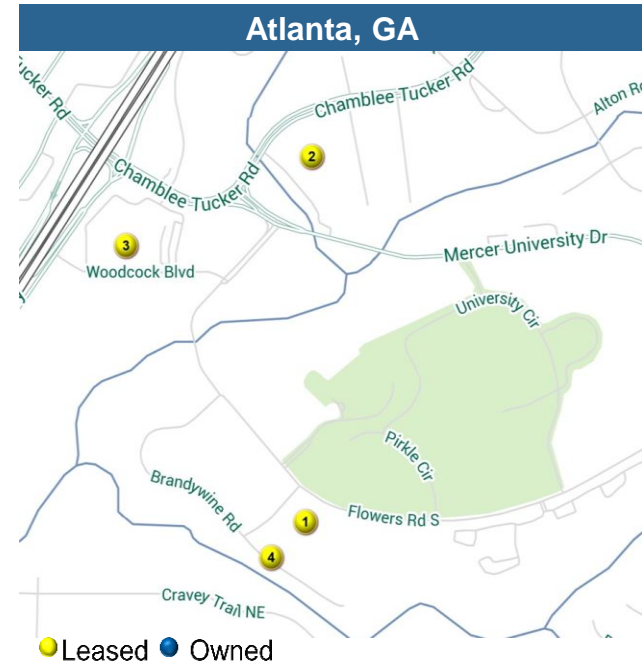 Atlanta, GA
Tucker Rd
Chamblee Tucker Rd
Alton Ro
2
Chamblee Tucker Rd
3
Woodcock Blvd
Mercer University Dr
University Cir
Pirkle Cir
Brandywine Rd
1
Flowers Rd S
4
Cravey Trail NE
Leased Owned